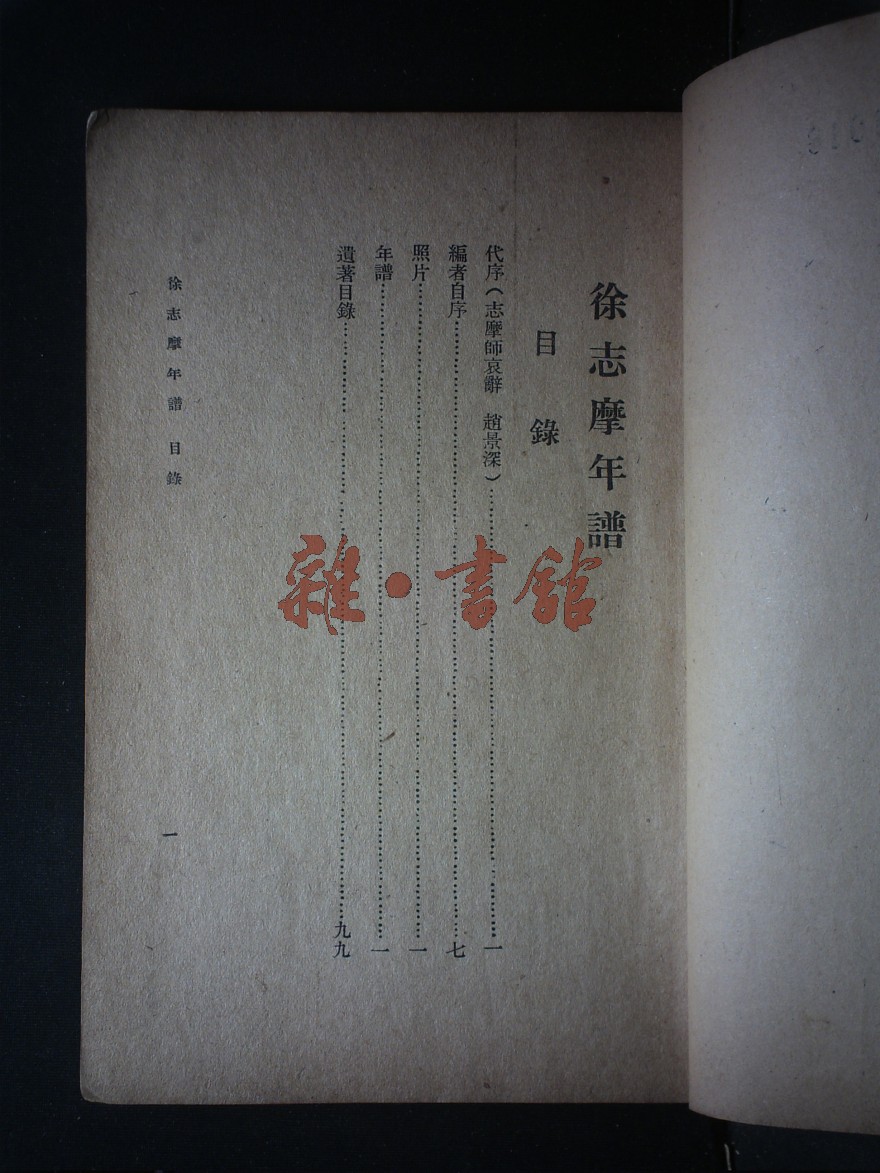 徐志摩年譜
目錄
代序(志摩師哀辭 趙景深)……一
編者自序……七
照片……一
年譜……一
遺著目錄……九九
徐志摩年譜 目錄
一
雜·書館